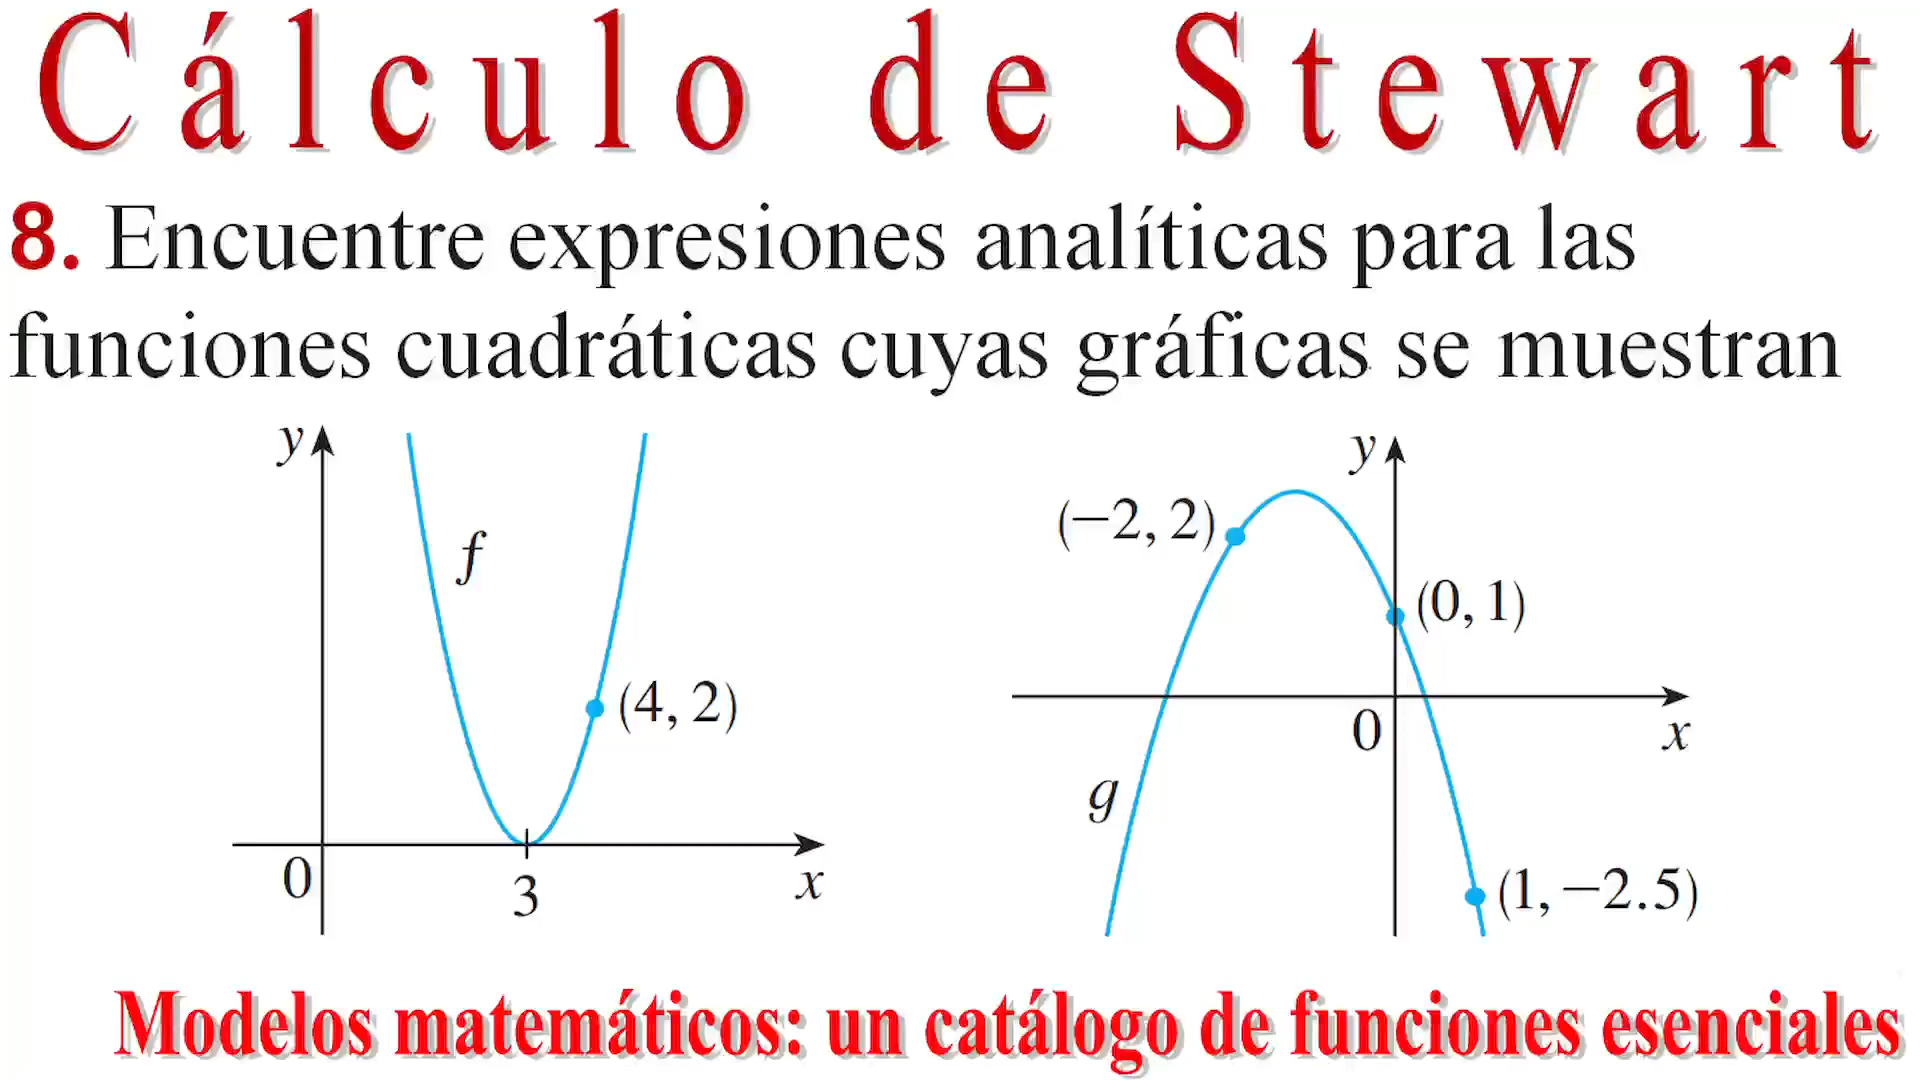 Cálculo de Stewart
8. Encuentre expresiones analíticas para las
funciones cuadráticas cuyas gráficas se muestran
y
f
(4, 2)
0
3
x
y
(−2, 2)
(0, 1)
0
x
g
(1, −2.5)
Modelos matemáticos: un catálogo de funciones esenciales